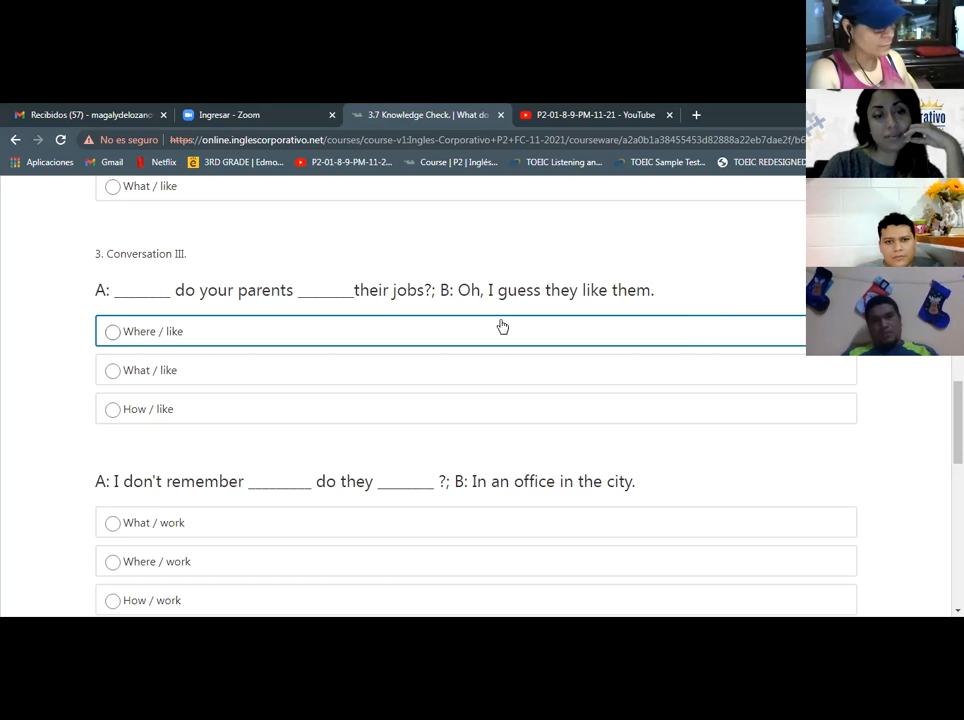 Recibidos (57) - magalydelozano
Ingresar - Zoom
3.7 Knowledge Check. | What do
P2-01-8-9-PM-11-21 - YouTube
No es seguro
https://online.inglescorporativo.net/courses/course-v1:Ingles-Corporativo+P2+FC-11-2021/courseware/a2a0b1a38455453d82888a22eb7dae2f/b6
Aplicaciones
Gmail
Netflix
3RD GRADE | Edmo...
P2-01-8-9-PM-11-2...
Course | P2 | Inglés...
TOEIC Listening an...
TOEIC Sample Test...
TOEIC REDESIGNED
orativo
What / like
3. Conversation III.
A: ________ do your parents ________their jobs?; B: Oh, I guess they like them.
Where / like
What / like
How / like
A: I don't remember _________ do they ________ ?; B: In an office in the city.
What / work
Where / work
How / work